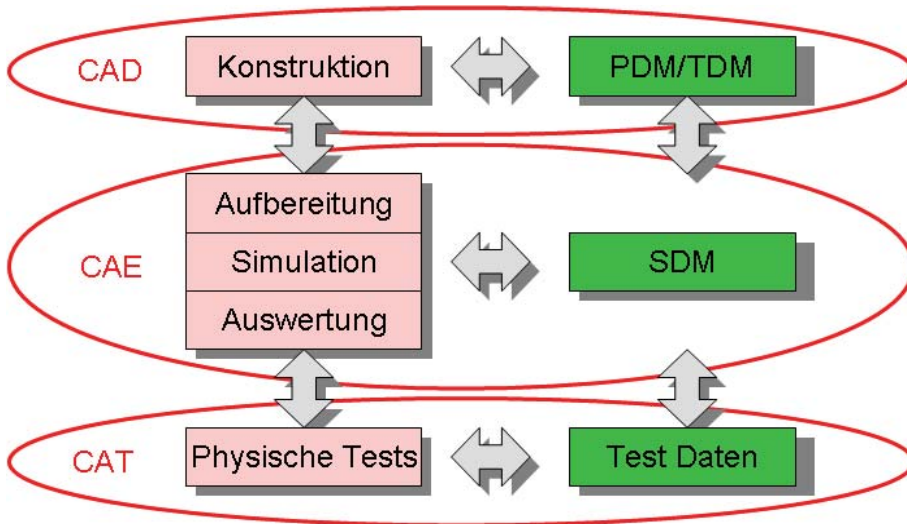 CAD
Konstruktion
PDM/TDM
CAE
Aufbereitung
Simulation
Auswertung
SDM
CAT
Physische Tests
Test Daten